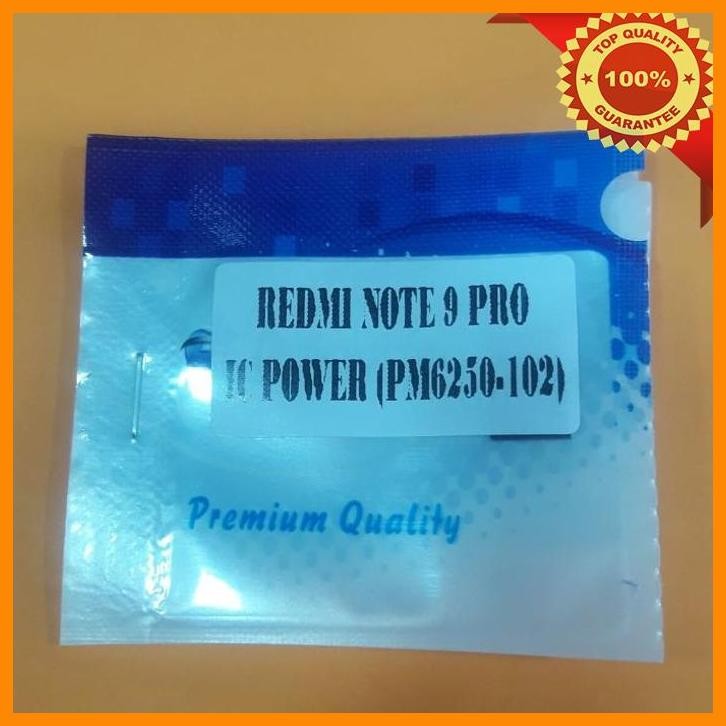 TOP QUALITY
100%
GUARANTEE
REDMI NOTE 9 PRO
IC POWER (PM6250-102)
Premium Quality